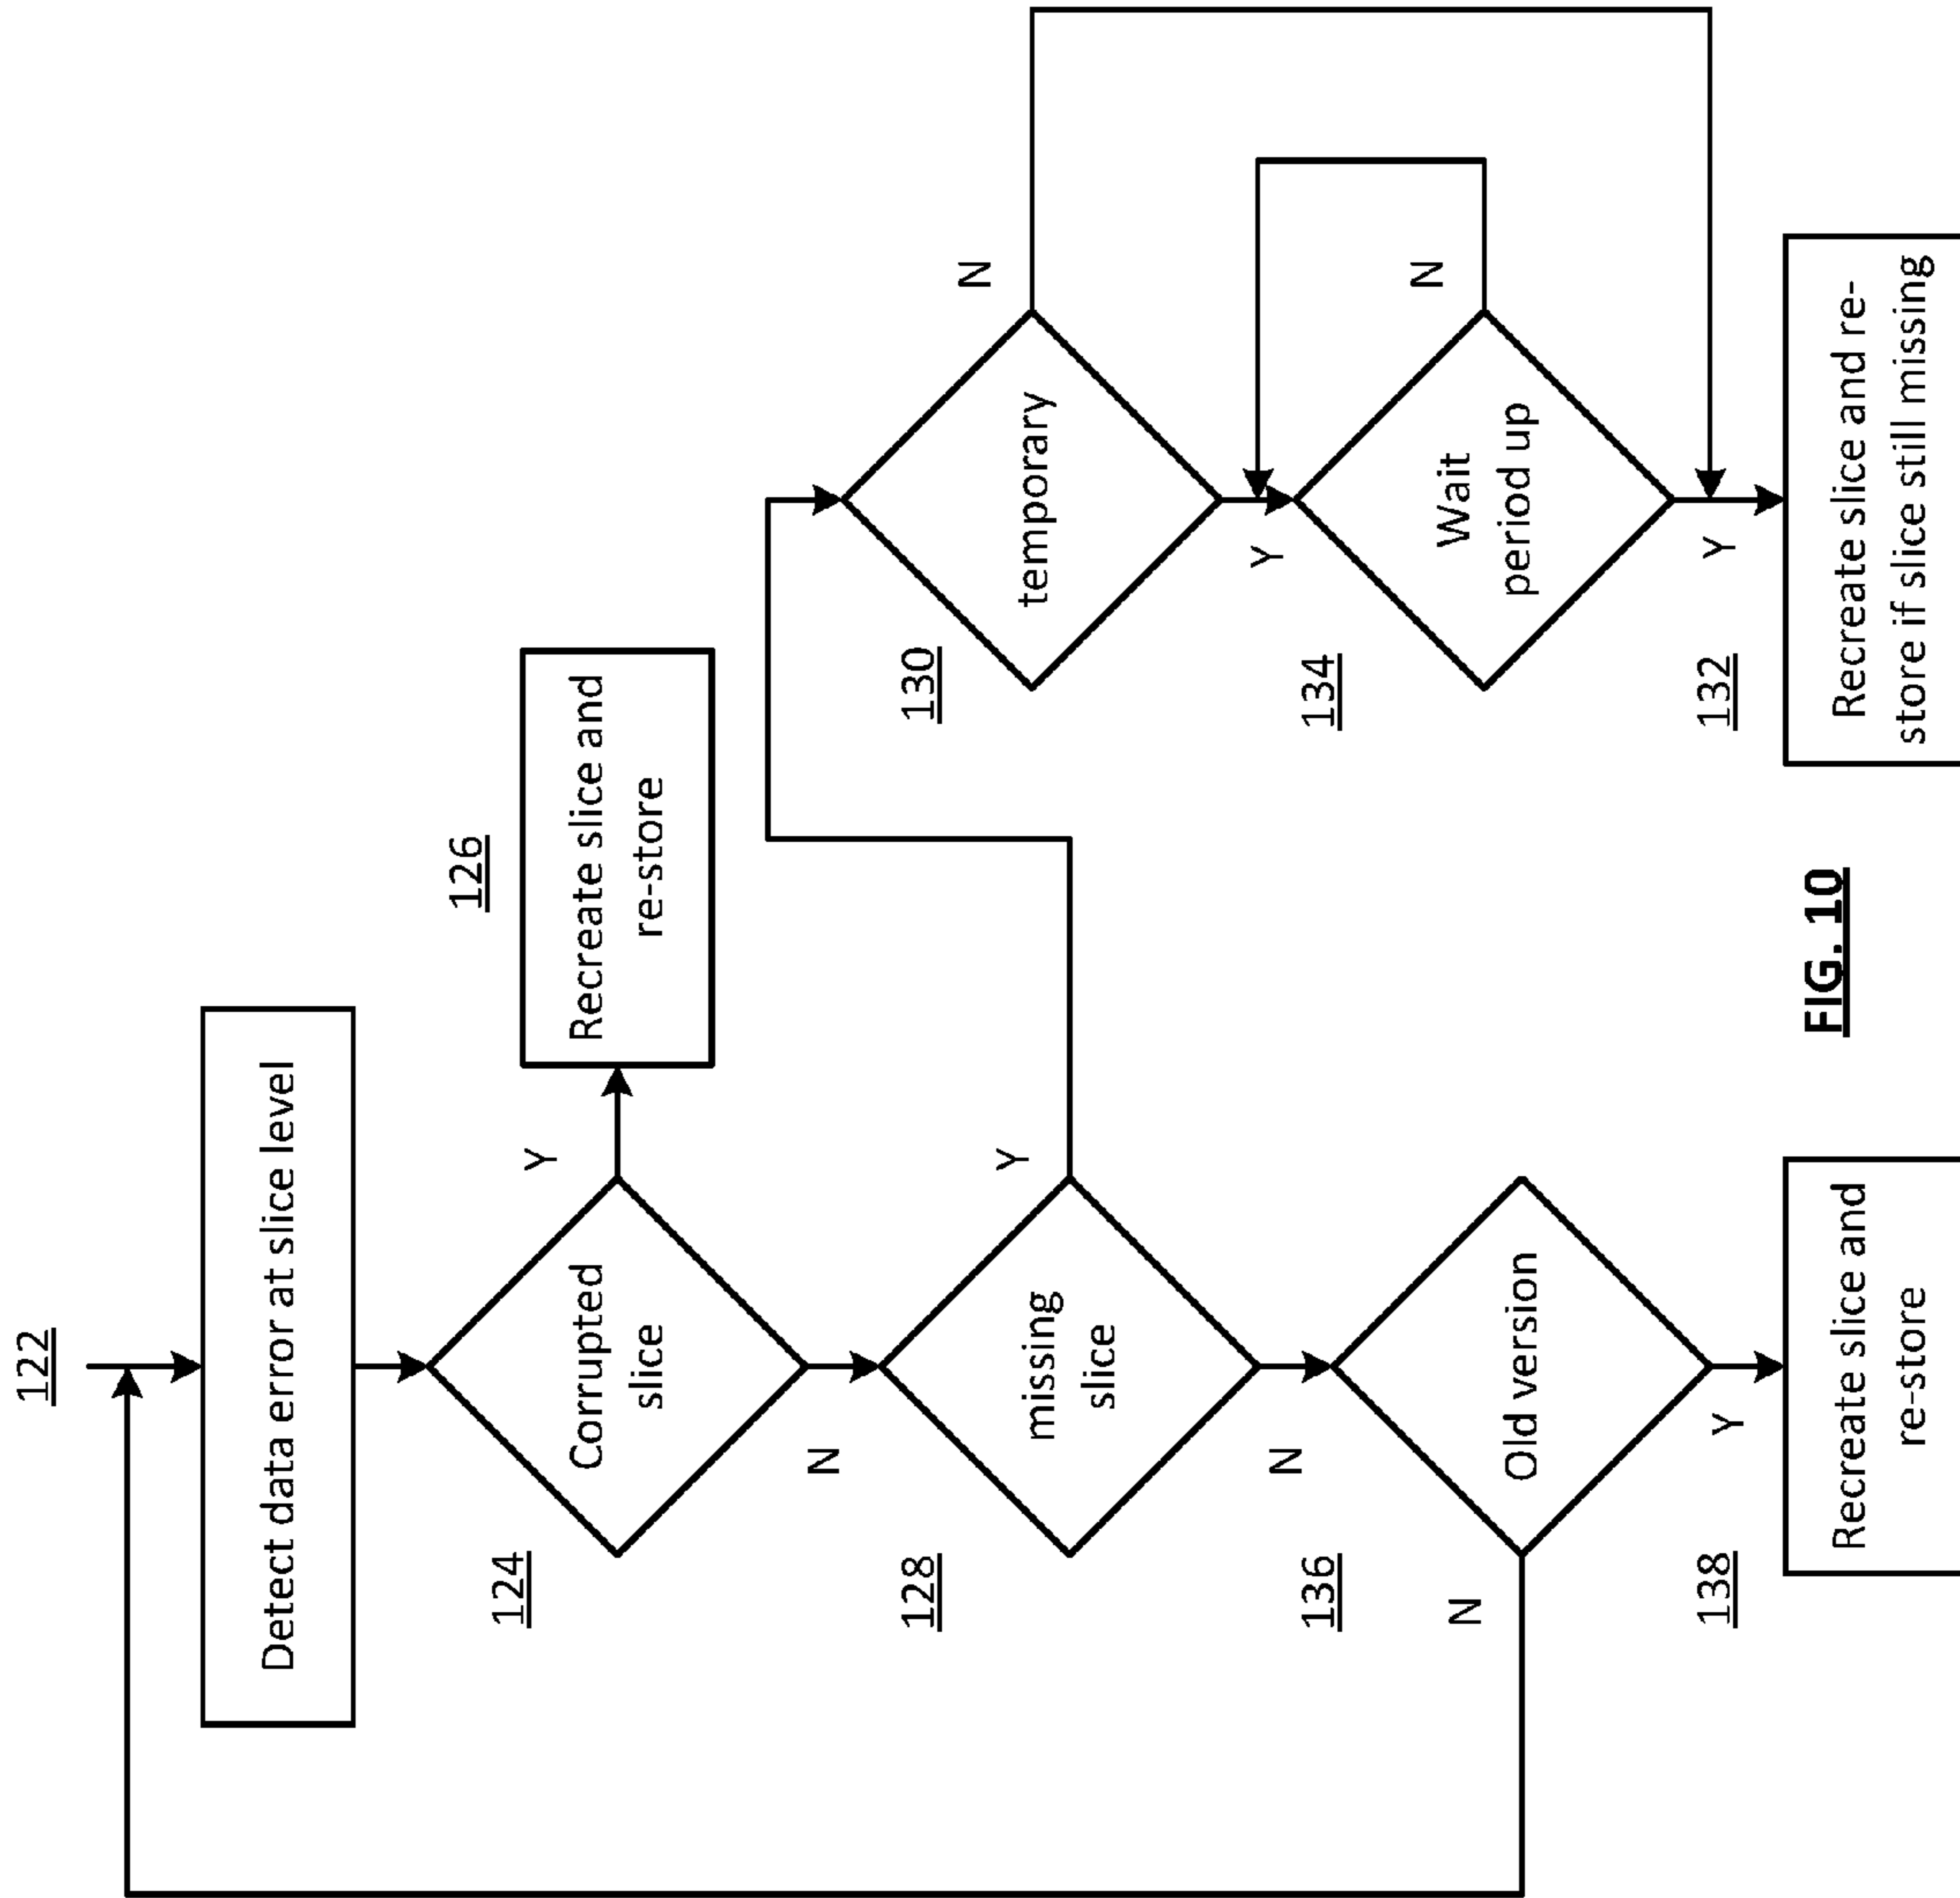 122
Detect data error at slice level
124
Corrupted
slice
Y
N
126
Recreate slice and
re-store
128
missing
slice
Y
N
136
Old version
N
Y
138
Recreate slice and
re-store
130
temporary
N
Y
134
Wait
period up
N
Y
132
Recreate slice and re-
store if slice still missing
FIG. 10